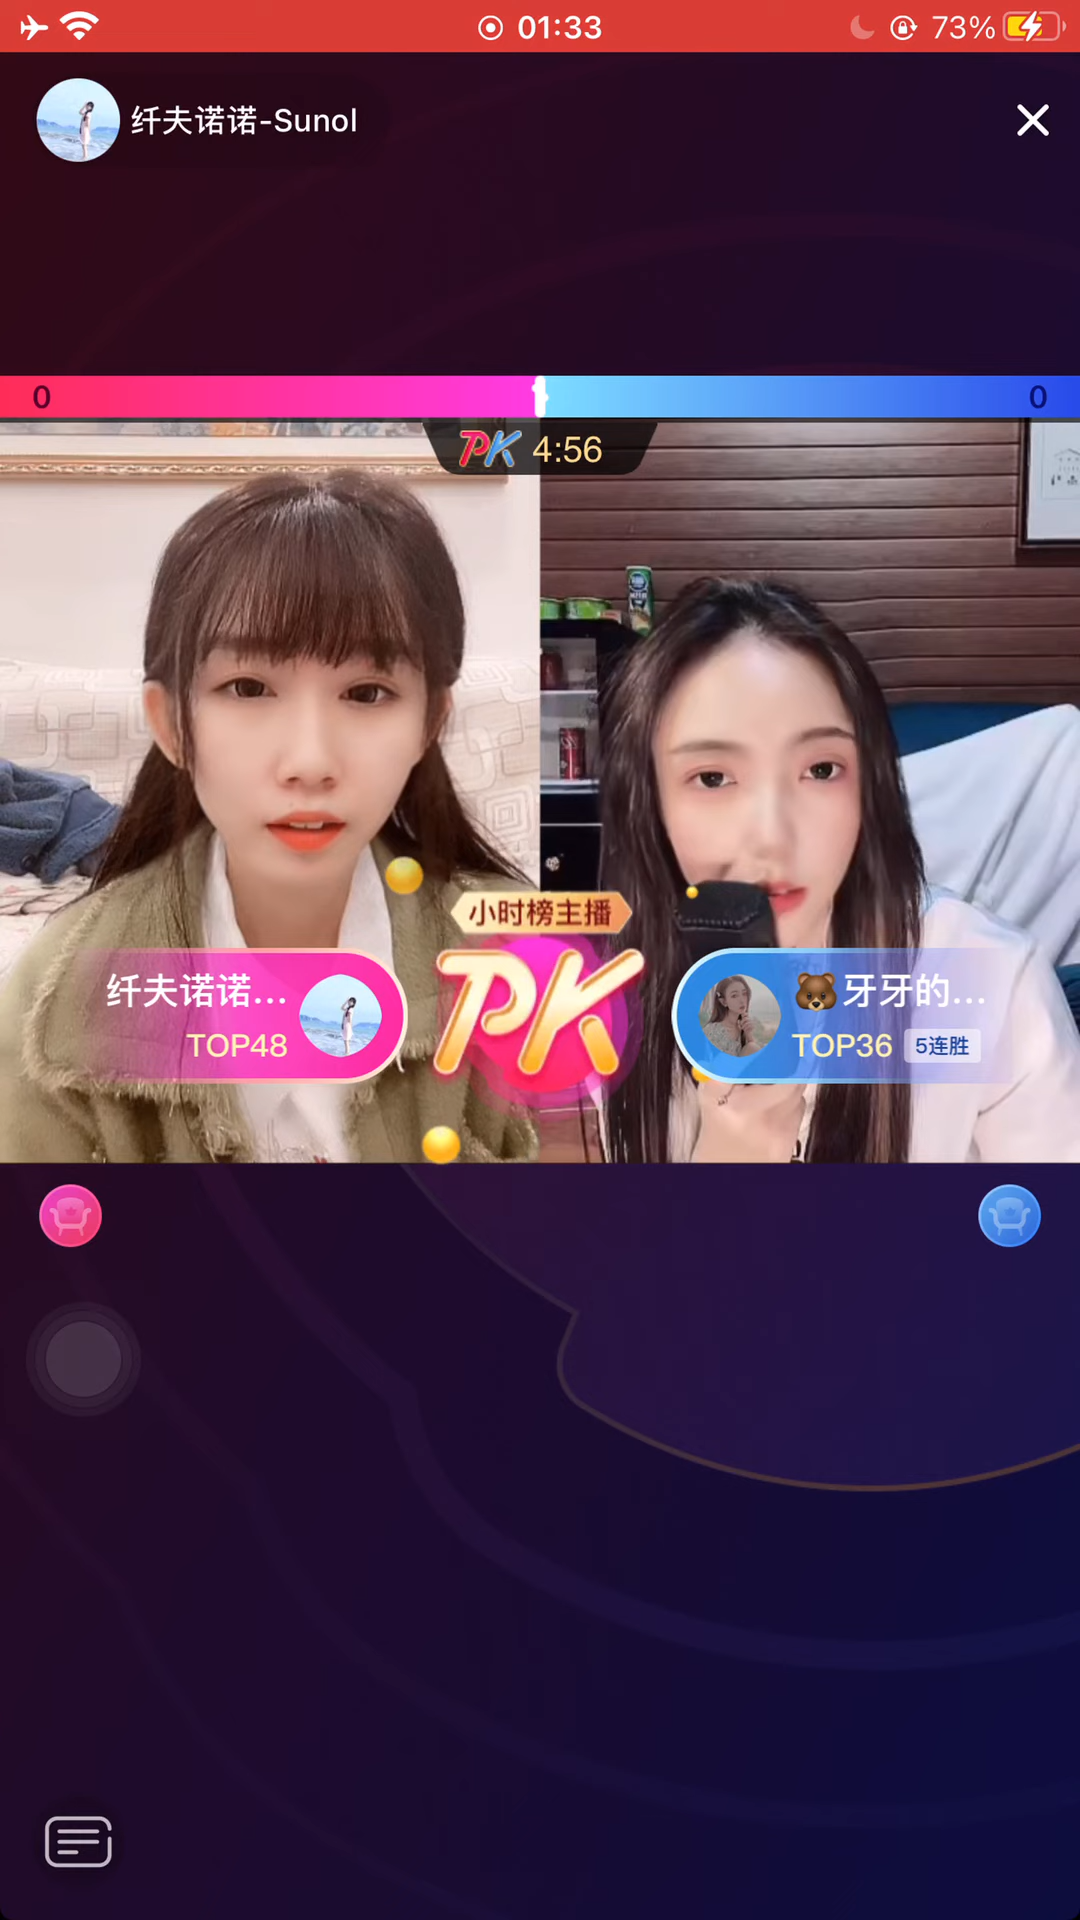 01:33
73%
纤夫诺诺-Sunol
0
0
PK 4:56
小时榜主播
PK
纤夫诺诺...
TOP48
🐻牙牙的...
TOP36 5连胜